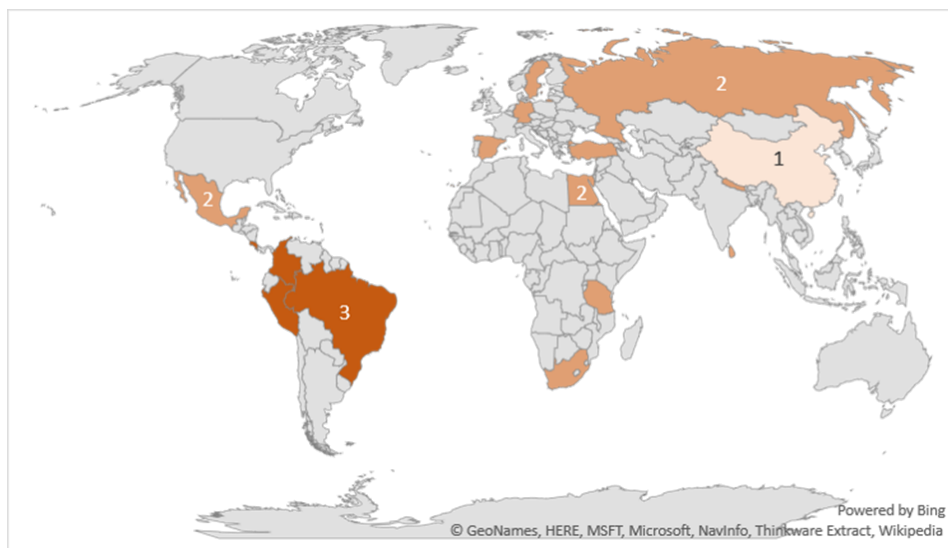 2
1
2
2
3
Powered by Bing
© GeoNames, HERE, MSFT, Microsoft, NavInfo, Thinkware Extract, Wikipedia